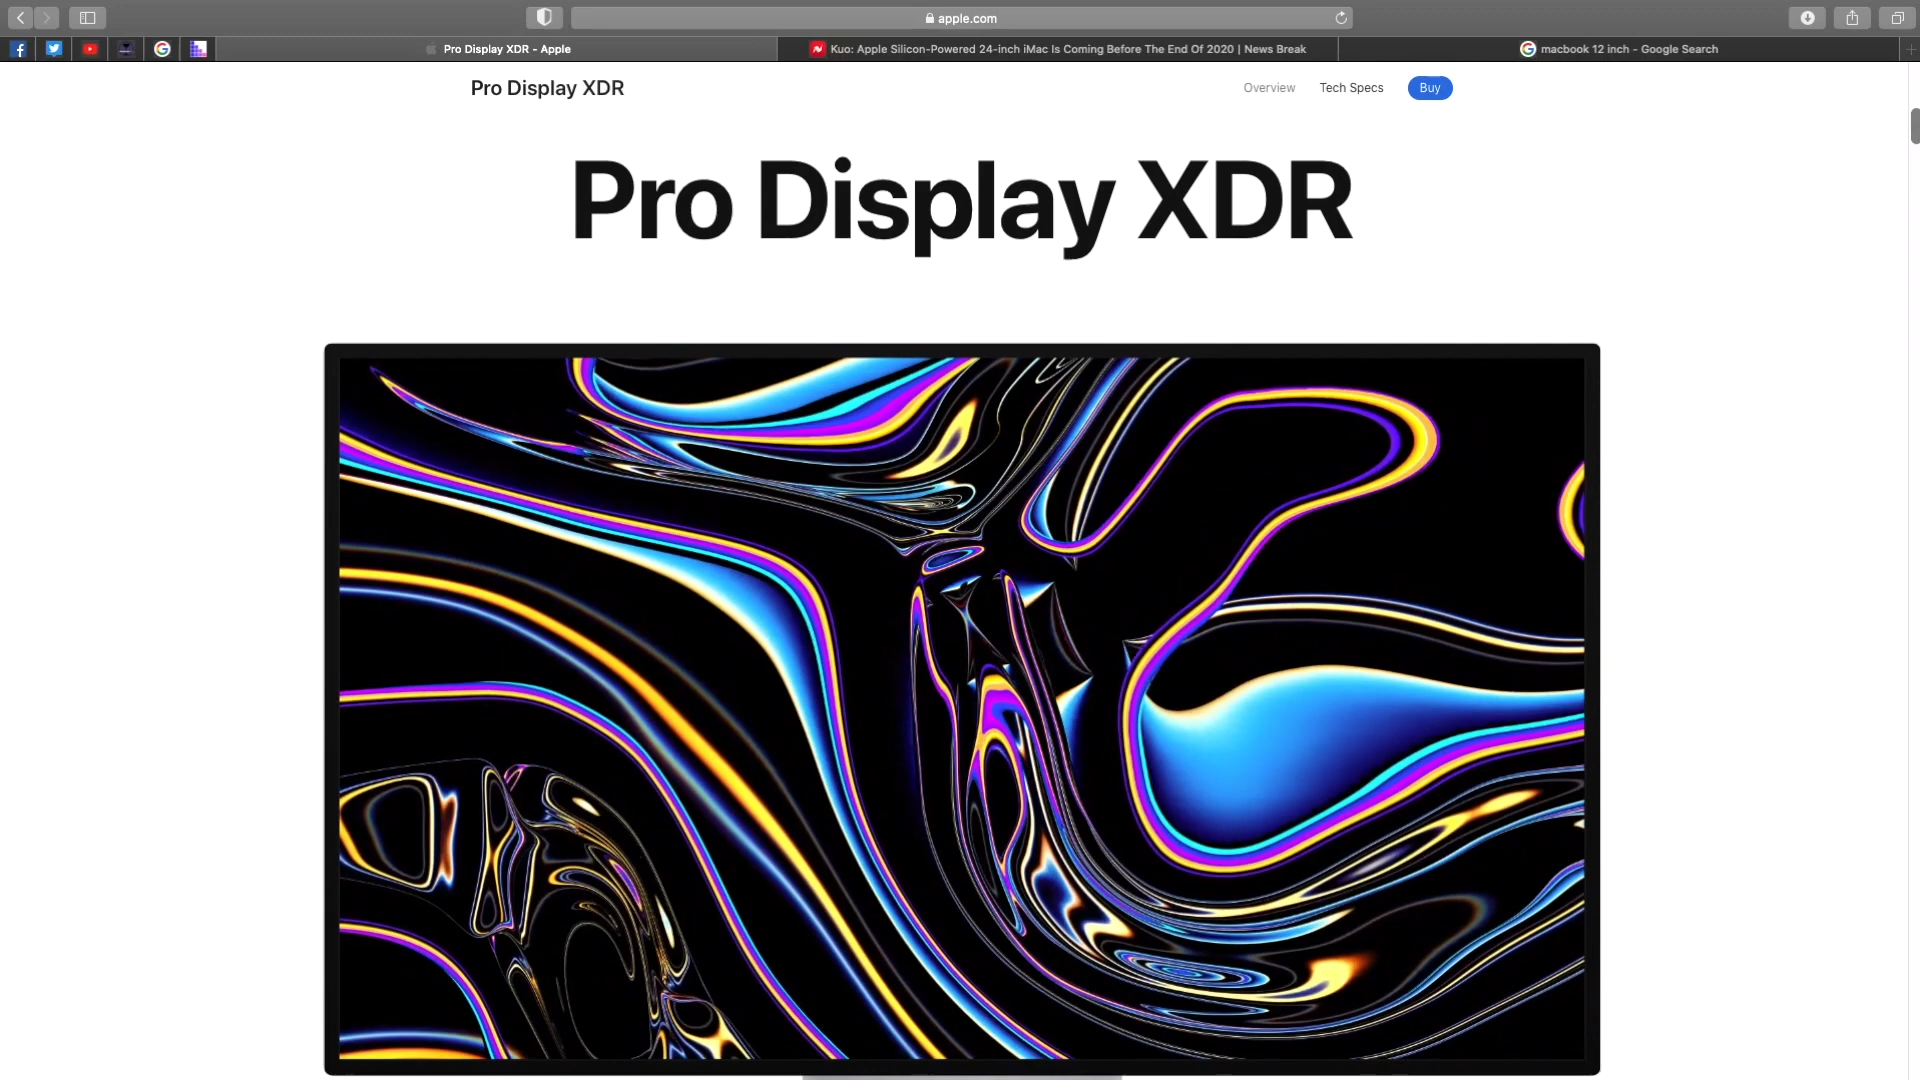 apple.com
Pro Display XDR - Apple
Kuo: Apple Silicon-Powered 24-inch iMac Is Coming Before The End Of 2020 | News Break
macbook 12 inch - Google Search
Pro Display XDR
Overview
Tech Specs
Buy
Pro Display XDR